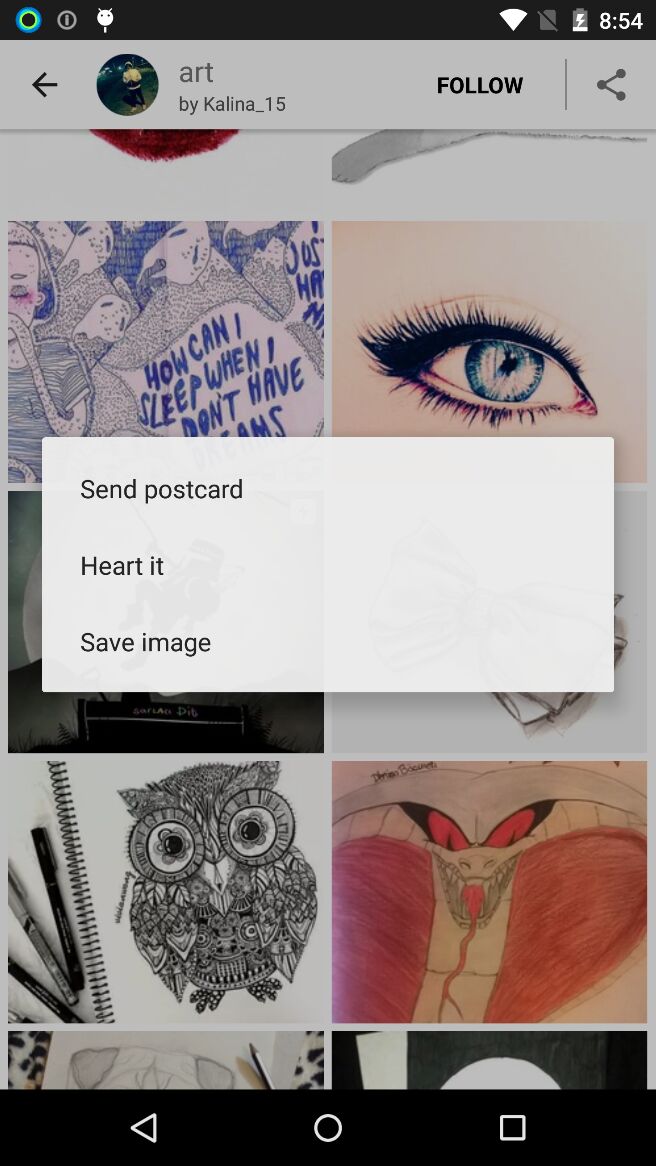 8:54
art
by Kalina_15
FOLLOW
JUST
HA
HOW CAN I
SLEEP WHEN I
DON'T HAVE
DREAMS
Send postcard
Heart it
Save image